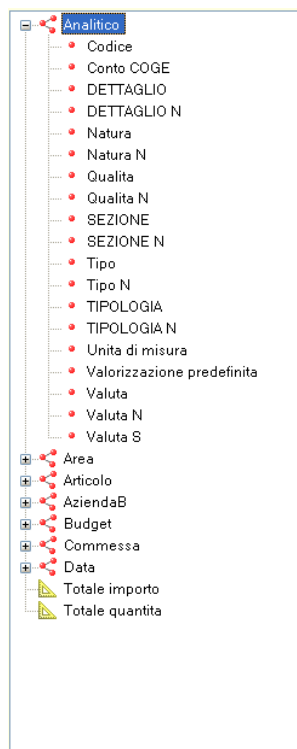 Analitico
Codice
Conto COGE
DETTAGLIO
DETTAGLIO N
Natura
Natura N
Qualita
Qualita N
SEZIONE
SEZIONE N
Tipo
Tipo N
TIPOLOGIA
TIPOLOGIA N
Unita di misura
Valorizzazione predefinita
Valuta
Valuta N
Valuta S
Area
Articolo
AziendaB
Budget
Commessa
Data
Totale importo
Totale quantita